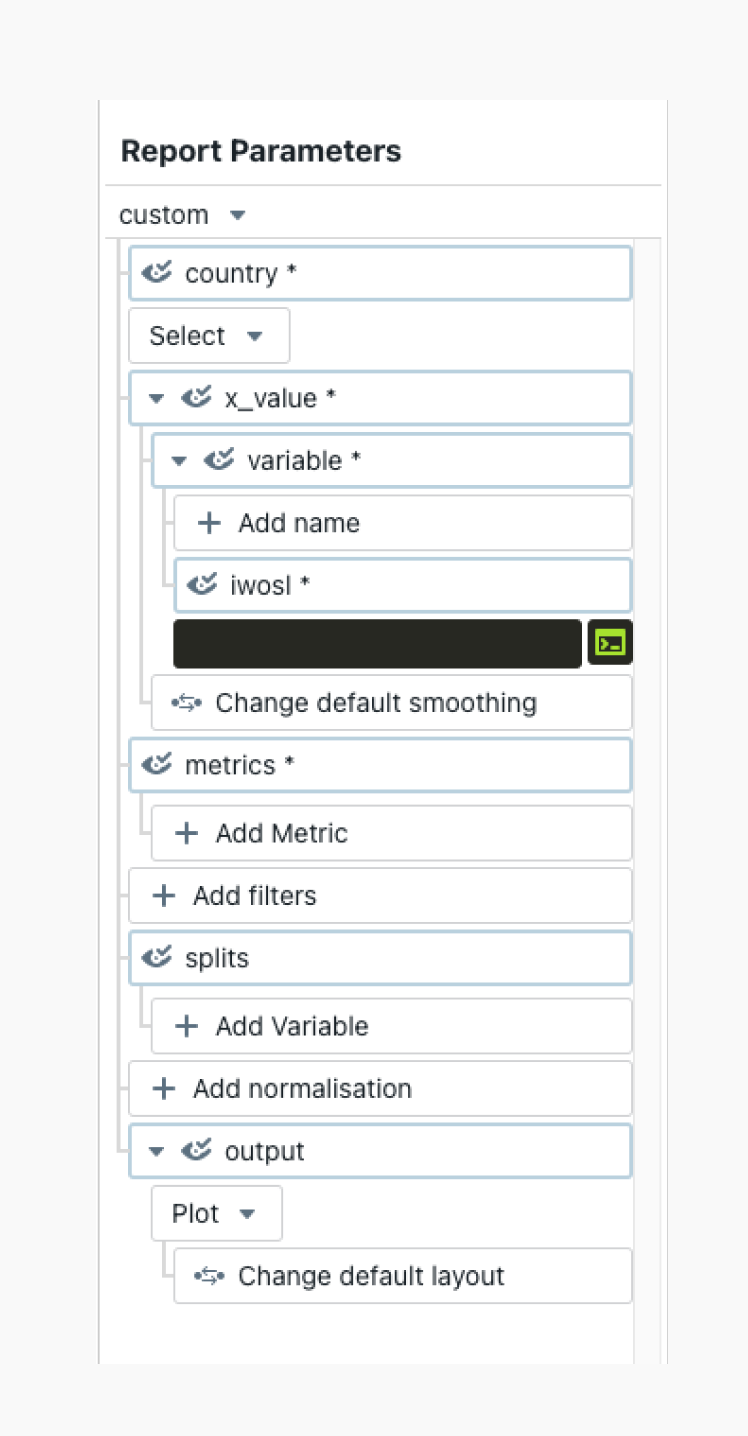 Report Parameters
custom
country *
Select
x_value *
variable *
Add name
iwosl *
Change default smoothing
metrics *
Add Metric
Add filters
splits
Add Variable
Add normalisation
output
Plot
Change default layout